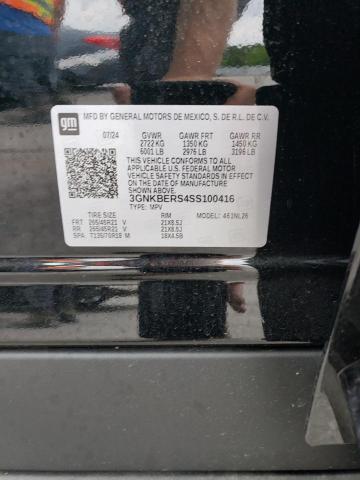 gm
MFD BY GENERAL MOTORS DE MEXICO, S. DE R.L. DE C.V.
07/24 GVWR GAWR FRT GAWR RR
2722 KG 1350 KG 1450 KG
6001 LB 2976 LB 3196 LB
THIS VEHICLE CONFORMS TO ALL
APPLICABLE U.S. FEDERAL MOTOR
VEHICLE SAFETY STANDARDS IN
EFFECT ON THE DATE OF
MANUFACTURE SHOWN ABOVE.
3GNKBERS4SS100416
TYPE: MPV
TIRE SIZE RIM MODEL: 461NL26
FRT 265/45R21 V 21X8.5J
RR 265/45R21 V 21X8.5J
SPA T135/70R18 M 18X4.5B